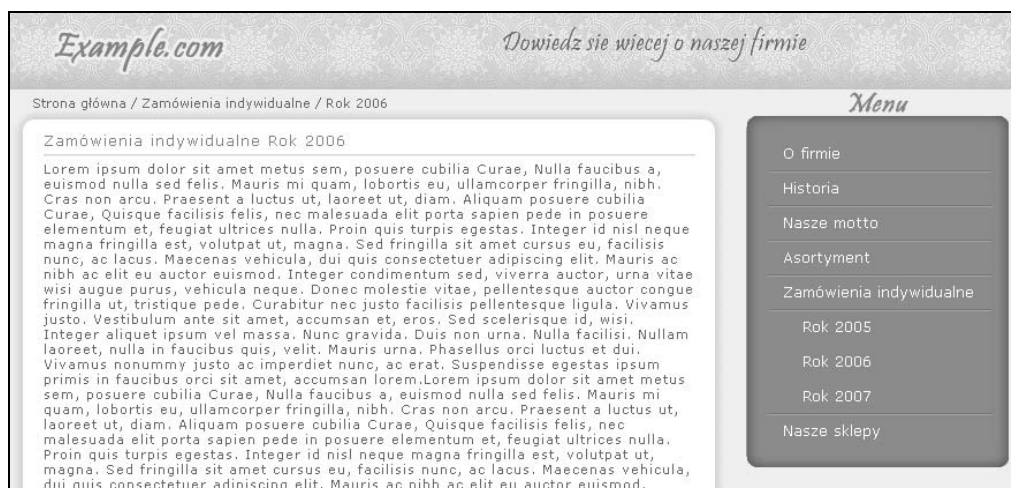 Example.com
Dowiedz sie wiecej o naszej firmie
Strona główna / Zamówienia indywidualne / Rok 2006
Zamówienia indywidualne Rok 2006
Lorem ipsum dolor sit amet metus sem, posuere cubilia Curae, Nulla faucibus a,
euismod nulla sed felis. Mauris mi quam, lobortis eu, ullamcorper fringilla, nibh.
Cras non arcu. Praesent a luctus ut, laoreet ut, diam. Aliquam posuere cubilia
Curae, Quisque facilisis felis, nec malesuada elit porta sapien pede in posuere
elementum et, feugiat ultrices nulla. Proin quis turpis egestas. Integer id nisl neque
magna fringilla est, volutpat ut, magna. Sed fringilla sit amet cursus eu, facilisis
nunc, ac lacus. Maecenas vehicula, dui quis consectetuer adipiscing elit. Mauris ac
nibh ac elit eu auctor euismod. Integer condimentum sed, viverra auctor, urna vitae
wisi augue purus, vehicula neque. Donec molestie vitae, pellentesque auctor congue
fringilla ut, tristique pede. Curabitur nec justo facilisis pellentesque ligula. Vivamus
justo. Vestibulum ante sit amet, accumsan et, eros. Sed scelerisque id, wisi.
Integer aliquet ipsum vel massa. Nunc gravida. Duis non urna. Nulla facilisi. Nullam
laoreet, nulla in faucibus quis, velit. Mauris urna. Phasellus orci luctus et dui.
Vivamus nonummy justo ac imperdiet nunc, ac erat. Suspendisse egestas ipsum
primis in faucibus orci sit amet, accumsan lorem.Lorem ipsum dolor sit amet metus
sem, posuere cubilia Curae, Nulla faucibus a, euismod nulla sed felis. Mauris mi
quam, lobortis eu, ullamcorper fringilla, nibh. Cras non arcu. Praesent a luctus ut,
laoreet ut, diam. Aliquam posuere cubilia Curae, Quisque facilisis felis, nec
malesuada elit porta sapien pede in posuere elementum et, feugiat ultrices nulla.
Proin quis turpis egestas. Integer id nisl neque magna fringilla est, volutpat ut,
magna. Sed fringilla sit amet cursus eu, facilisis nunc, ac lacus. Maecenas vehicula,
dui quis consectetuer adipiscing elit. Mauris ac nibh ac elit eu auctor euismod.
Menu
O firmie
Historia
Nasze motto
Asortyment
Zamówienia indywidualne
Rok 2005
Rok 2006
Rok 2007
Nasze sklepy